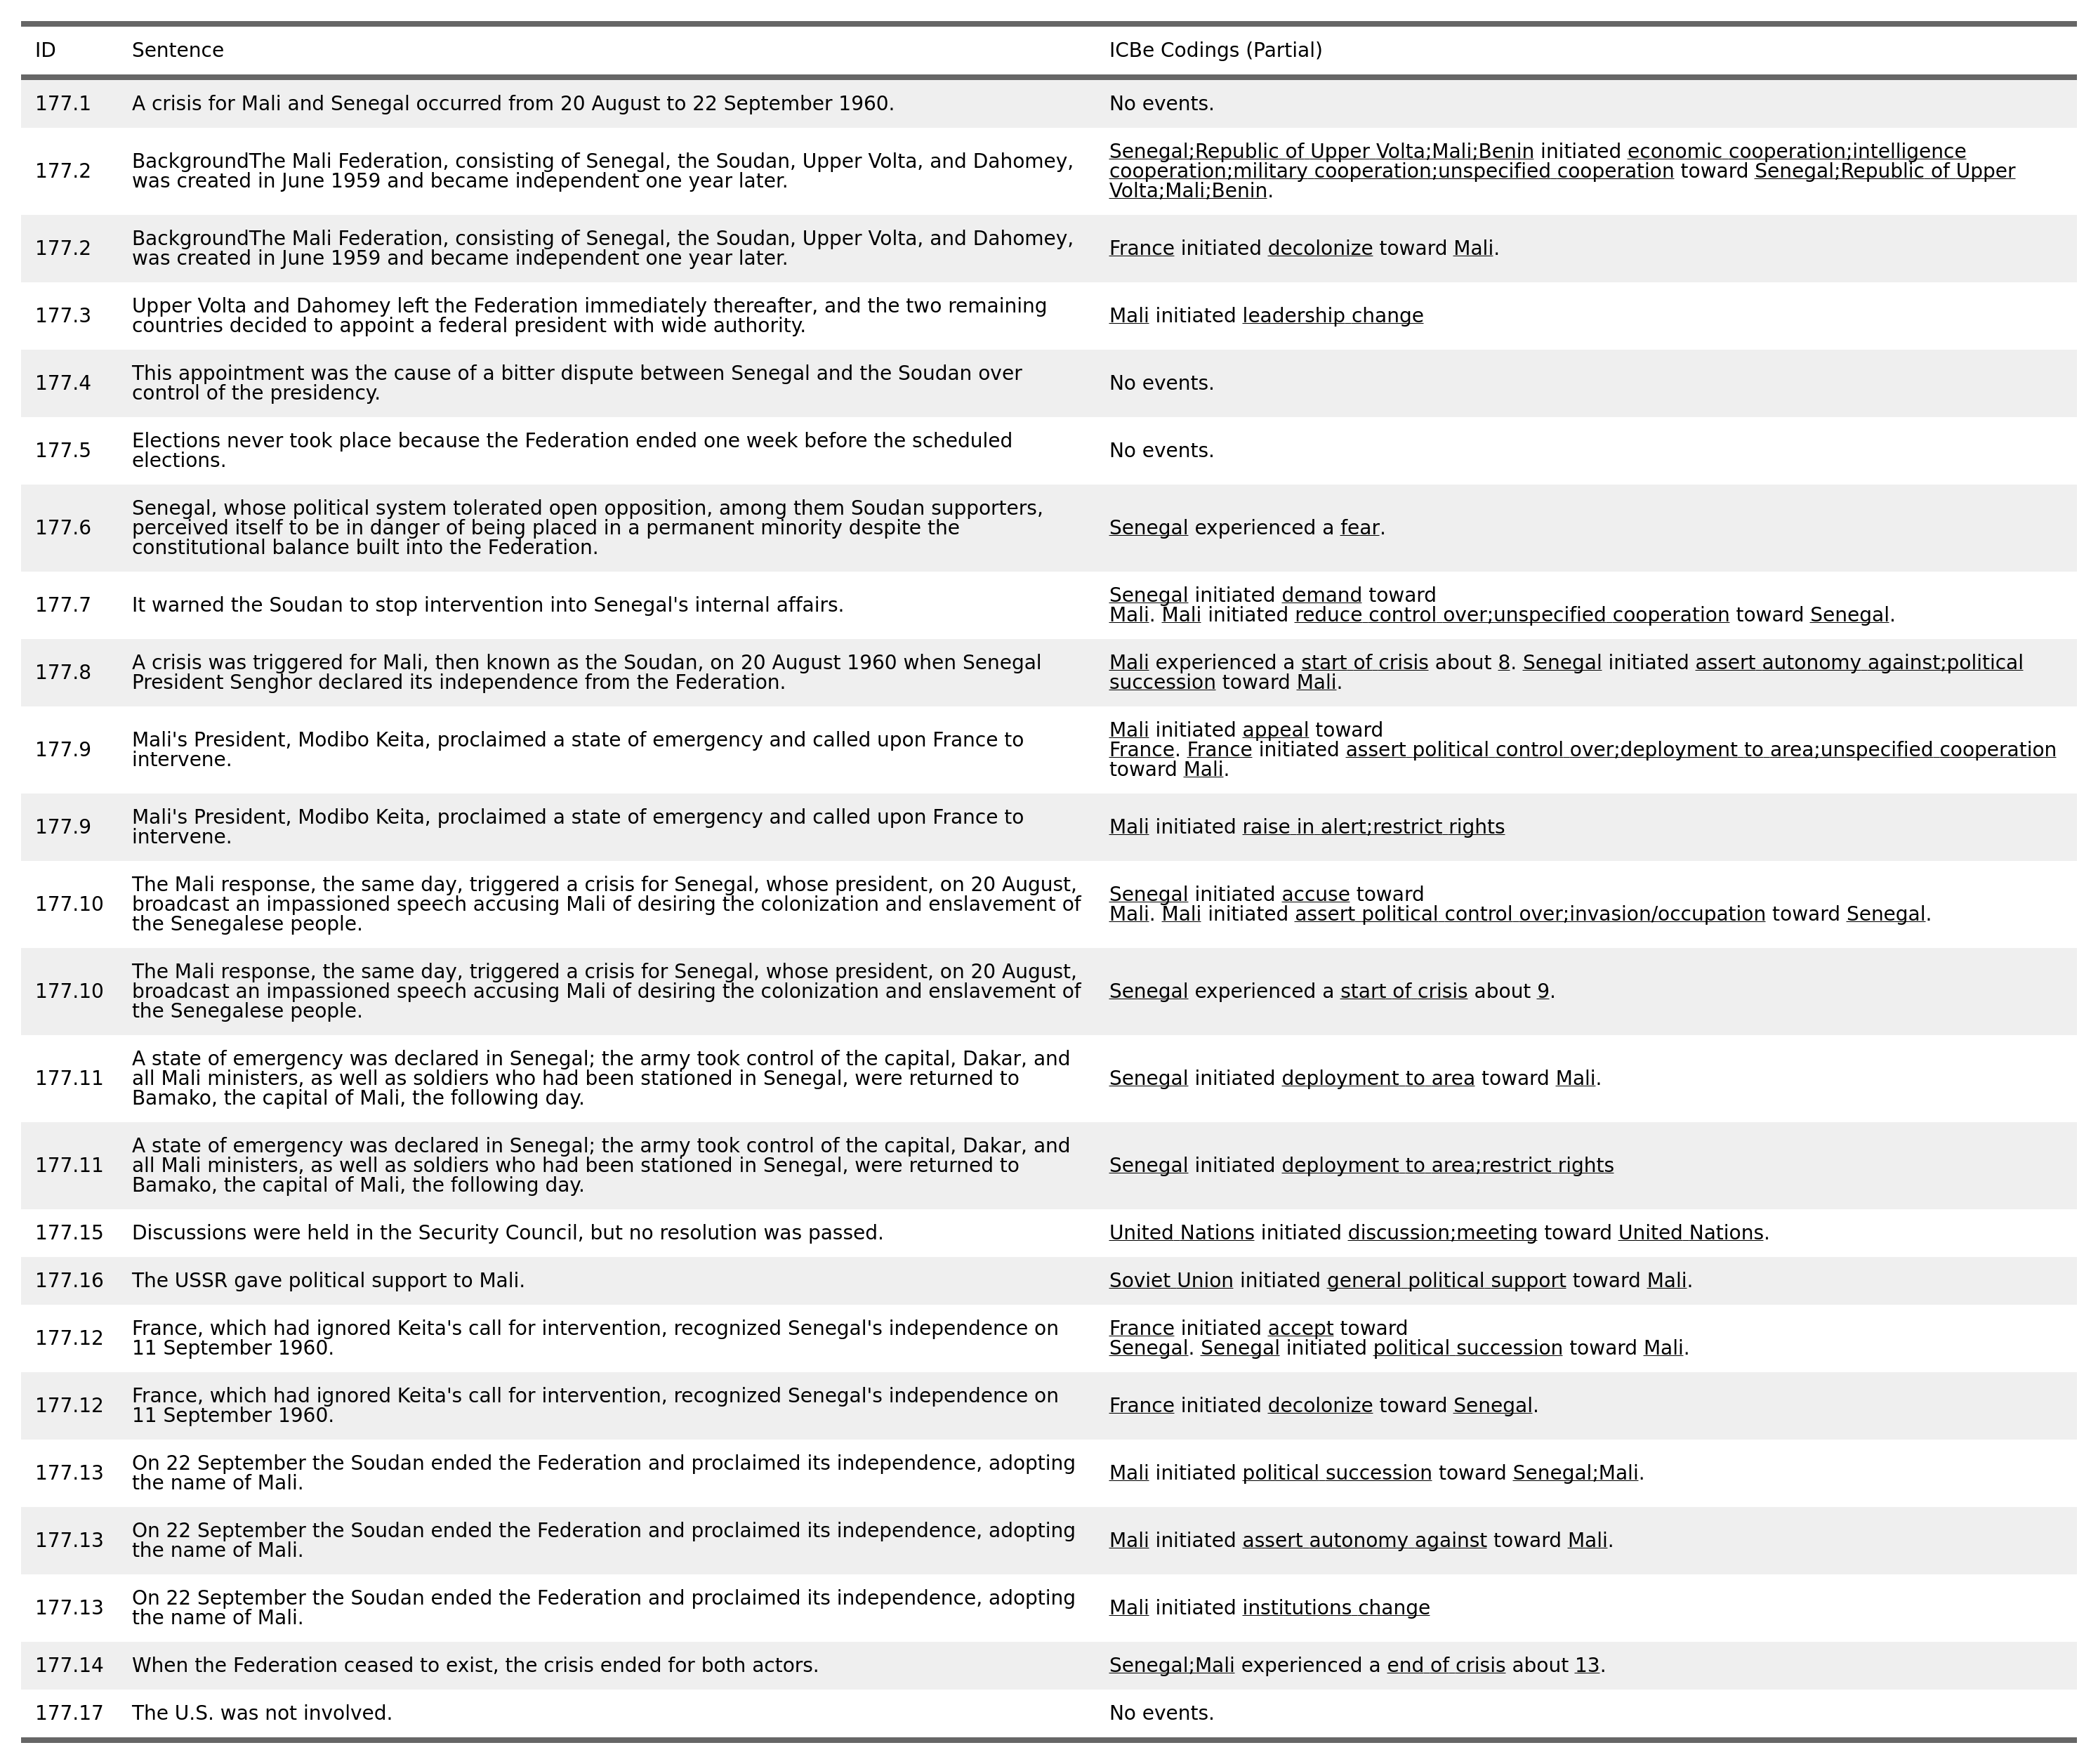 ID Sentence ICBe Codings (Partial)
177.1 A crisis for Mali and Senegal occurred from 20 August to 22 September 1960. No events.
177.2 BackgroundThe Mali Federation, consisting of Senegal, the Soudan, Upper Volta, and Dahomey,
was created in June 1959 and became independent one year later.
Senegal;Republic of Upper Volta;Mali;Benin initiated economic cooperation;intelligence
cooperation;military cooperation;unspecified cooperation toward Senegal;Republic of Upper
Volta;Mali;Benin.
177.2 BackgroundThe Mali Federation, consisting of Senegal, the Soudan, Upper Volta, and Dahomey,
was created in June 1959 and became independent one year later.
France initiated decolonize toward Mali.
177.3 Upper Volta and Dahomey left the Federation immediately thereafter, and the two remaining
countries decided to appoint a federal president with wide authority.
Mali initiated leadership change
177.4 This appointment was the cause of a bitter dispute between Senegal and the Soudan over
control of the presidency.
No events.
177.5 Elections never took place because the Federation ended one week before the scheduled
elections.
No events.
177.6 Senegal, whose political system tolerated open opposition, among them Soudan supporters,
perceived itself to be in danger of being placed in a permanent minority despite the
constitutional balance built into the Federation.
Senegal experienced a fear.
177.7 It warned the Soudan to stop intervention into Senegal's internal affairs.
Senegal initiated demand toward
Mali. Mali initiated reduce control over;unspecified cooperation toward Senegal.
177.8 A crisis was triggered for Mali, then known as the Soudan, on 20 August 1960 when Senegal
President Senghor declared its independence from the Federation.
Mali experienced a start of crisis about 8. Senegal initiated assert autonomy against;political
succession toward Mali.
177.9 Mali's President, Modibo Keita, proclaimed a state of emergency and called upon France to
intervene.
Mali initiated appeal toward
France. France initiated assert political control over;deployment to area;unspecified cooperation
toward Mali.
177.9 Mali's President, Modibo Keita, proclaimed a state of emergency and called upon France to
intervene.
Mali initiated raise in alert;restrict rights
177.10 The Mali response, the same day, triggered a crisis for Senegal, whose president, on 20 August,
broadcast an impassioned speech accusing Mali of desiring the colonization and enslavement of
the Senegalese people.
Senegal initiated accuse toward
Mali. Mali initiated assert political control over;invasion/occupation toward Senegal.
177.10 The Mali response, the same day, triggered a crisis for Senegal, whose president, on 20 August,
broadcast an impassioned speech accusing Mali of desiring the colonization and enslavement of
the Senegalese people.
Senegal experienced a start of crisis about 9.
177.11 A state of emergency was declared in Senegal; the army took control of the capital, Dakar, and
all Mali ministers, as well as soldiers who had been stationed in Senegal, were returned to
Bamako, the capital of Mali, the following day.
Senegal initiated deployment to area toward Mali.
177.11 A state of emergency was declared in Senegal; the army took control of the capital, Dakar, and
all Mali ministers, as well as soldiers who had been stationed in Senegal, were returned to
Bamako, the capital of Mali, the following day.
Senegal initiated deployment to area;restrict rights
177.15 Discussions were held in the Security Council, but no resolution was passed. United Nations initiated discussion;meeting toward United Nations.
177.16 The USSR gave political support to Mali. Soviet Union initiated general political support toward Mali.
177.12 France, which had ignored Keita's call for intervention, recognized Senegal's independence on
11 September 1960.
France initiated accept toward
Senegal. Senegal initiated political succession toward Mali.
177.12 France, which had ignored Keita's call for intervention, recognized Senegal's independence on
11 September 1960.
France initiated decolonize toward Senegal.
177.13 On 22 September the Soudan ended the Federation and proclaimed its independence, adopting
the name of Mali.
Mali initiated political succession toward Senegal;Mali.
177.13 On 22 September the Soudan ended the Federation and proclaimed its independence, adopting
the name of Mali.
Mali initiated assert autonomy against toward Mali.
177.13 On 22 September the Soudan ended the Federation and proclaimed its independence, adopting
the name of Mali.
Mali initiated institutions change
177.14 When the Federation ceased to exist, the crisis ended for both actors. Senegal;Mali experienced a end of crisis about 13.
177.17 The U.S. was not involved. No events.